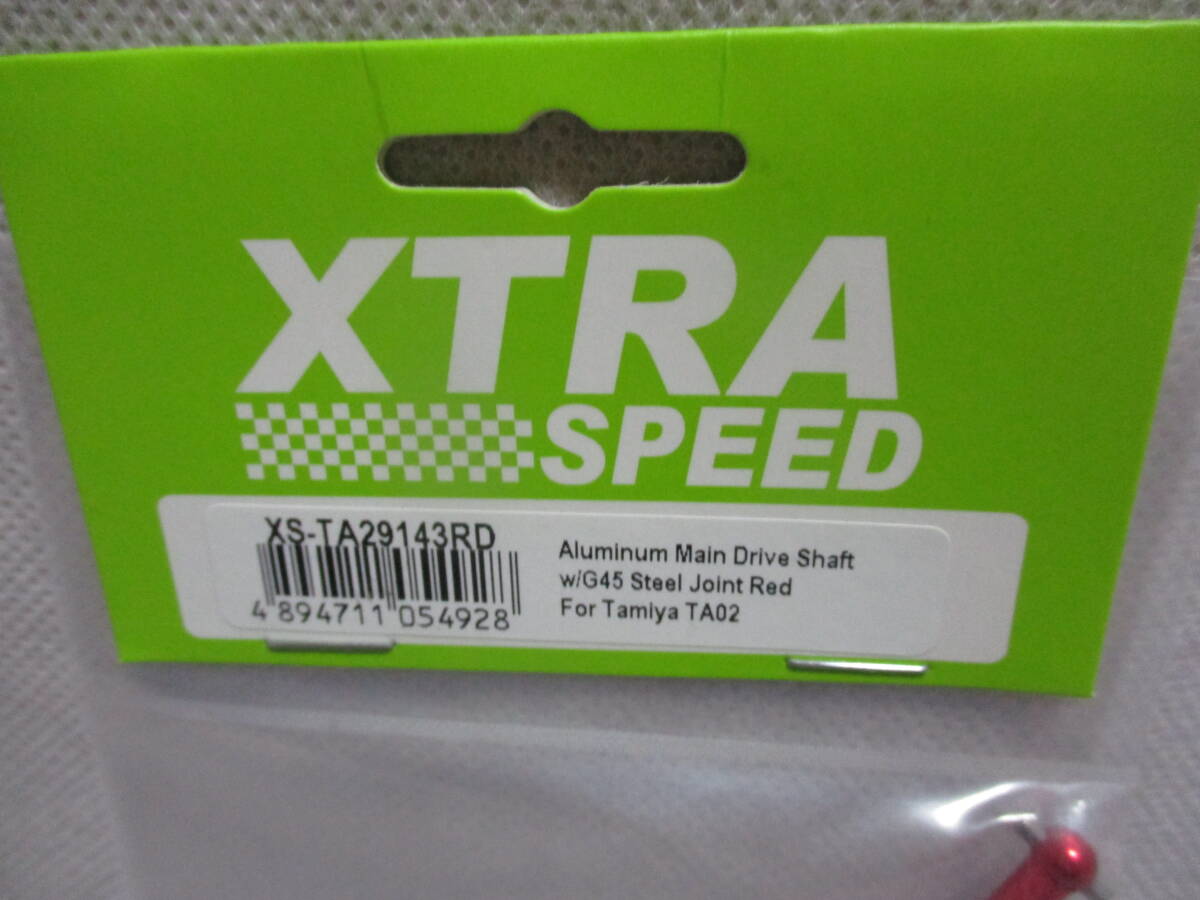 XTRA
SPEED
XS-TA29143RD
4 894711 054928
Aluminum Main Drive Shaft
w/G45 Steel Joint Red
For Tamiya TA02